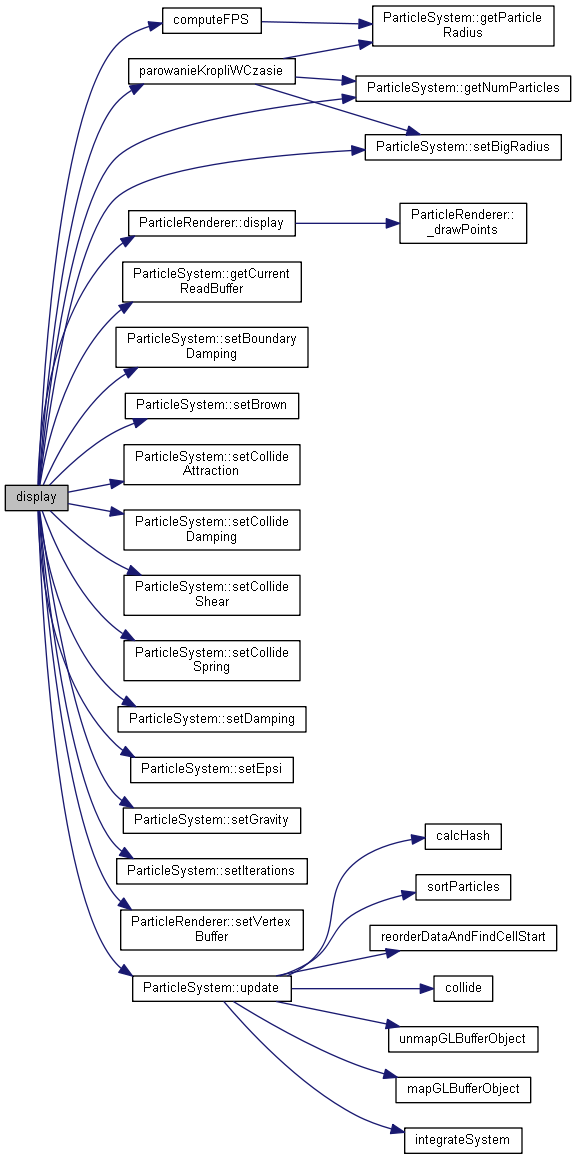 computeFPS
ParticleSystem::getParticle
Radius
parowanieKropliWCzasie
ParticleSystem::getNumParticles
ParticleSystem::setBigRadius
ParticleRenderer::display
ParticleRenderer::
_drawPoints
ParticleSystem::getCurrent
ReadBuffer
ParticleSystem::setBoundary
Damping
ParticleSystem::setBrown
ParticleSystem::setCollide
Attraction
display
ParticleSystem::setCollide
Damping
ParticleSystem::setCollide
Shear
ParticleSystem::setCollide
Spring
ParticleSystem::setDamping
ParticleSystem::setEpsi
ParticleSystem::setGravity
ParticleSystem::setIterations
ParticleRenderer::setVertex
Buffer
ParticleSystem::update
calcHash
sortParticles
reorderDataAndFindCellStart
collide
unmapGLBufferObject
mapGLBufferObject
integrateSystem